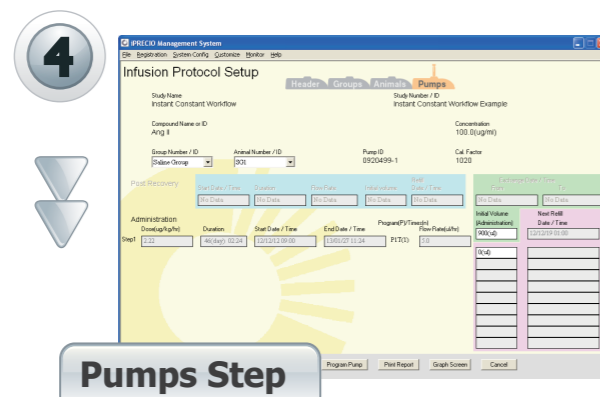 4
iPRECIO Management System
File Registration System Config Customize Monitor Help
Infusion Protocol Setup
Header Groups Animals Pumps
Study Name Study Number / ID
Instant Constant Workflow Instant Constant Workflow Example
Compound Name or ID Concentration
Ang II 100.0(ug/ml)
Group Number / ID Animal Number / ID Pump ID Cal. Factor
Saline Group S01 0920499-1 1020
Post Recovery Start Date / Time Duration Flow Rate Initial volume Refill Date / Time Exchange Date / Time From To
No Data No Data No Data No Data No Data No Data No Data
Administration Program(P)/Times(n) Initial Volume (Administration) Next Refill Date / Time
Dose(ug/kg/hr) Duration Start Date / Time End Date / Time Flow Rate(ul/hr)
Step1 2.22 46(day) 02:24 12/12/12 09:00 13/01/27 11:24 P1T(1) 5.0 900(ul) 12/12/19 01:00
0(ul)
Pumps Step
Program Pump Print Report Graph Screen Cancel